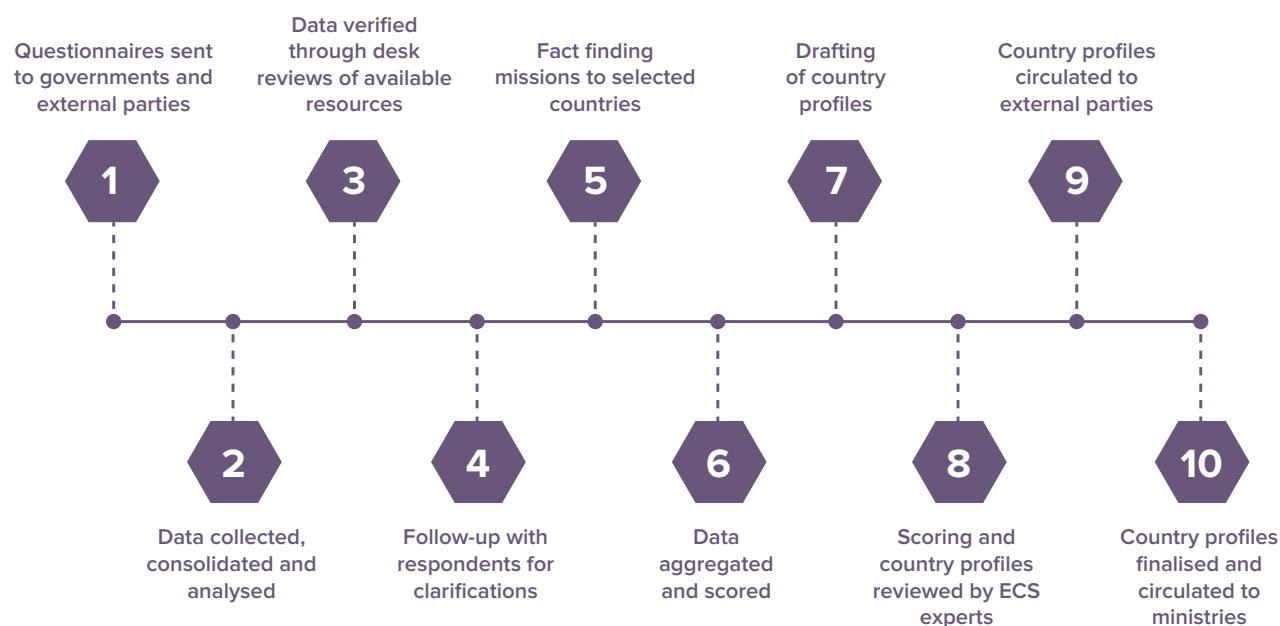 Questionnaires sent
to governments and
external parties
1
2
Data collected,
consolidated and
analysed
Data verified
through desk
reviews of available
resources
3
4
Follow-up with
respondents for
clarifications
Fact finding
missions to selected
countries
5
6
Data
aggregated
and scored
Drafting
of country
profiles
7
8
Scoring and
country profiles
reviewed by ECS
experts
Country profiles
circulated to
external parties
9
10
Country profiles
finalised and
circulated to
ministries